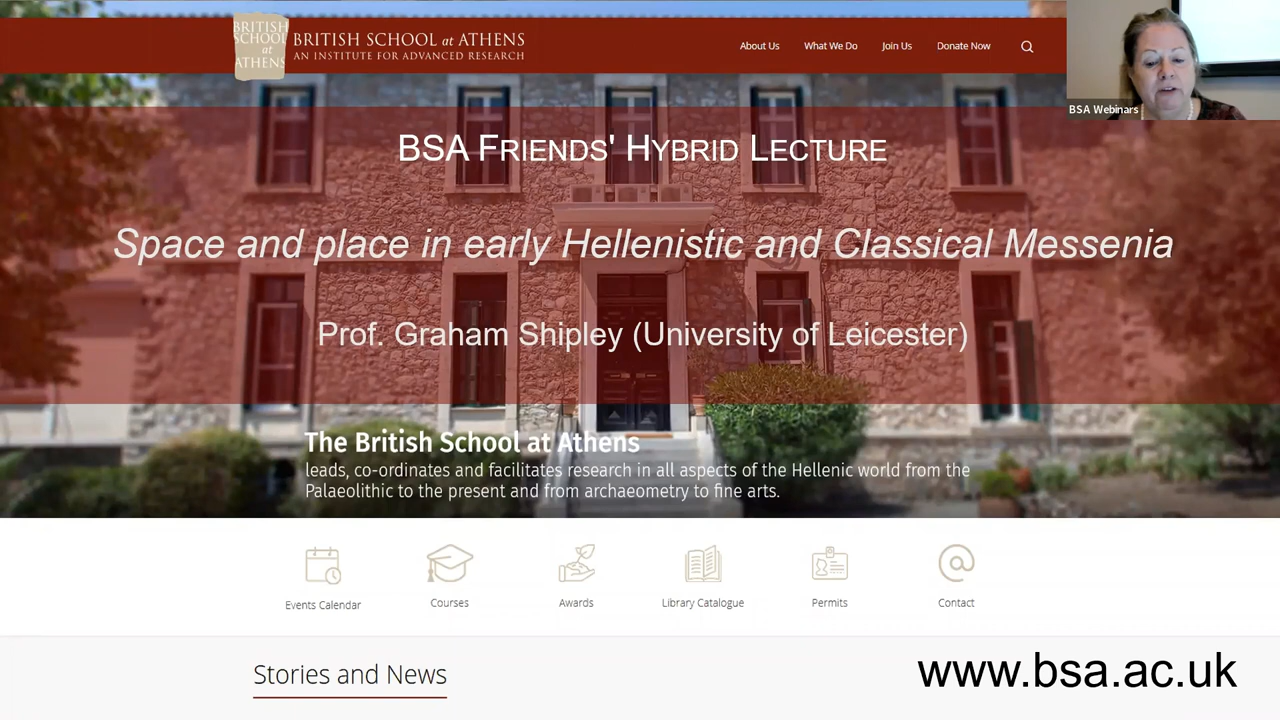 BRITISH
SCHOOL
at
ATHENS
BRITISH SCHOOL at ATHENS
AN INSTITUTE FOR ADVANCED RESEARCH
About Us
What We Do
Join Us
Donate Now
BSA Webinars
BSA FRIENDS' HYBRID LECTURE
Space and place in early Hellenistic and Classical Messenia
Prof. Graham Shipley (University of Leicester)
The British School at Athens
leads, co-ordinates and facilitates research in all aspects of the Hellenic world from the
Palaeolithic to the present and from archaeometry to fine arts.
Events Calendar
Courses
Awards
Library Catalogue
Permits
Contact
Stories and News
www.bsa.ac.uk